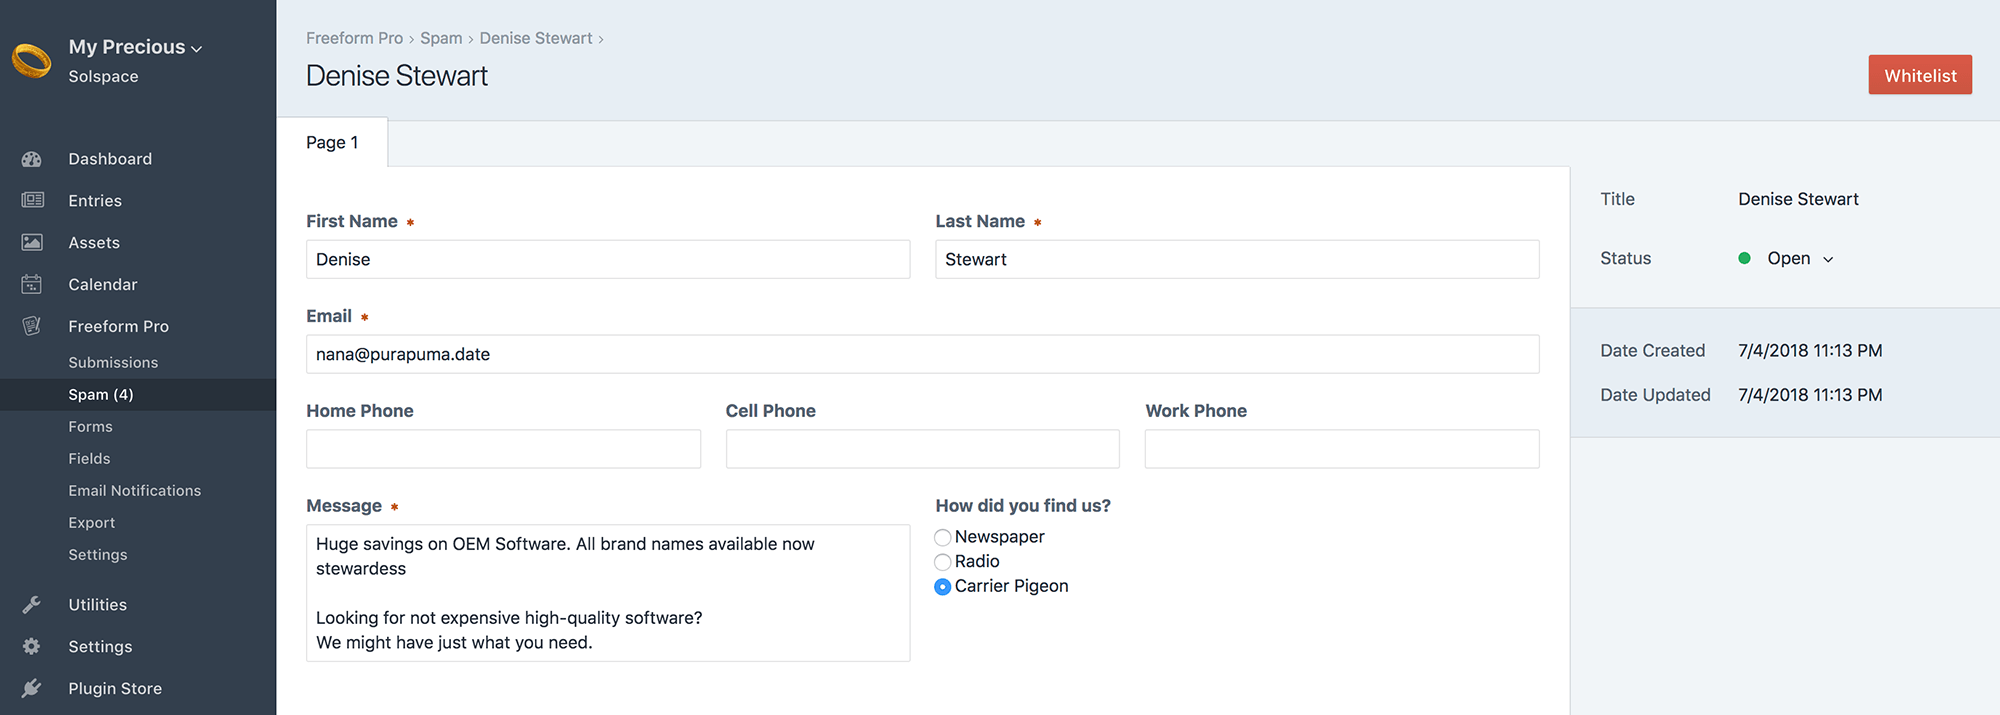 My Precious
Solspace
Dashboard
Entries
Assets
Calendar
Freeform Pro
Submissions
Spam (4)
Forms
Fields
Email Notifications
Export
Settings
Utilities
Settings
Plugin Store
Freeform Pro › Spam › Denise Stewart ›
Denise Stewart
Whitelist
Page 1
First Name *
Denise
Last Name *
Stewart
Email *
nana@purapuma.date
Home Phone
Cell Phone
Work Phone
Message *
Huge savings on OEM Software. All brand names available now
stewardess
Looking for not expensive high-quality software?
We might have just what you need.
How did you find us?
Newspaper
Radio
Carrier Pigeon
Title Denise Stewart
Status Open
Date Created 7/4/2018 11:13 PM
Date Updated 7/4/2018 11:13 PM